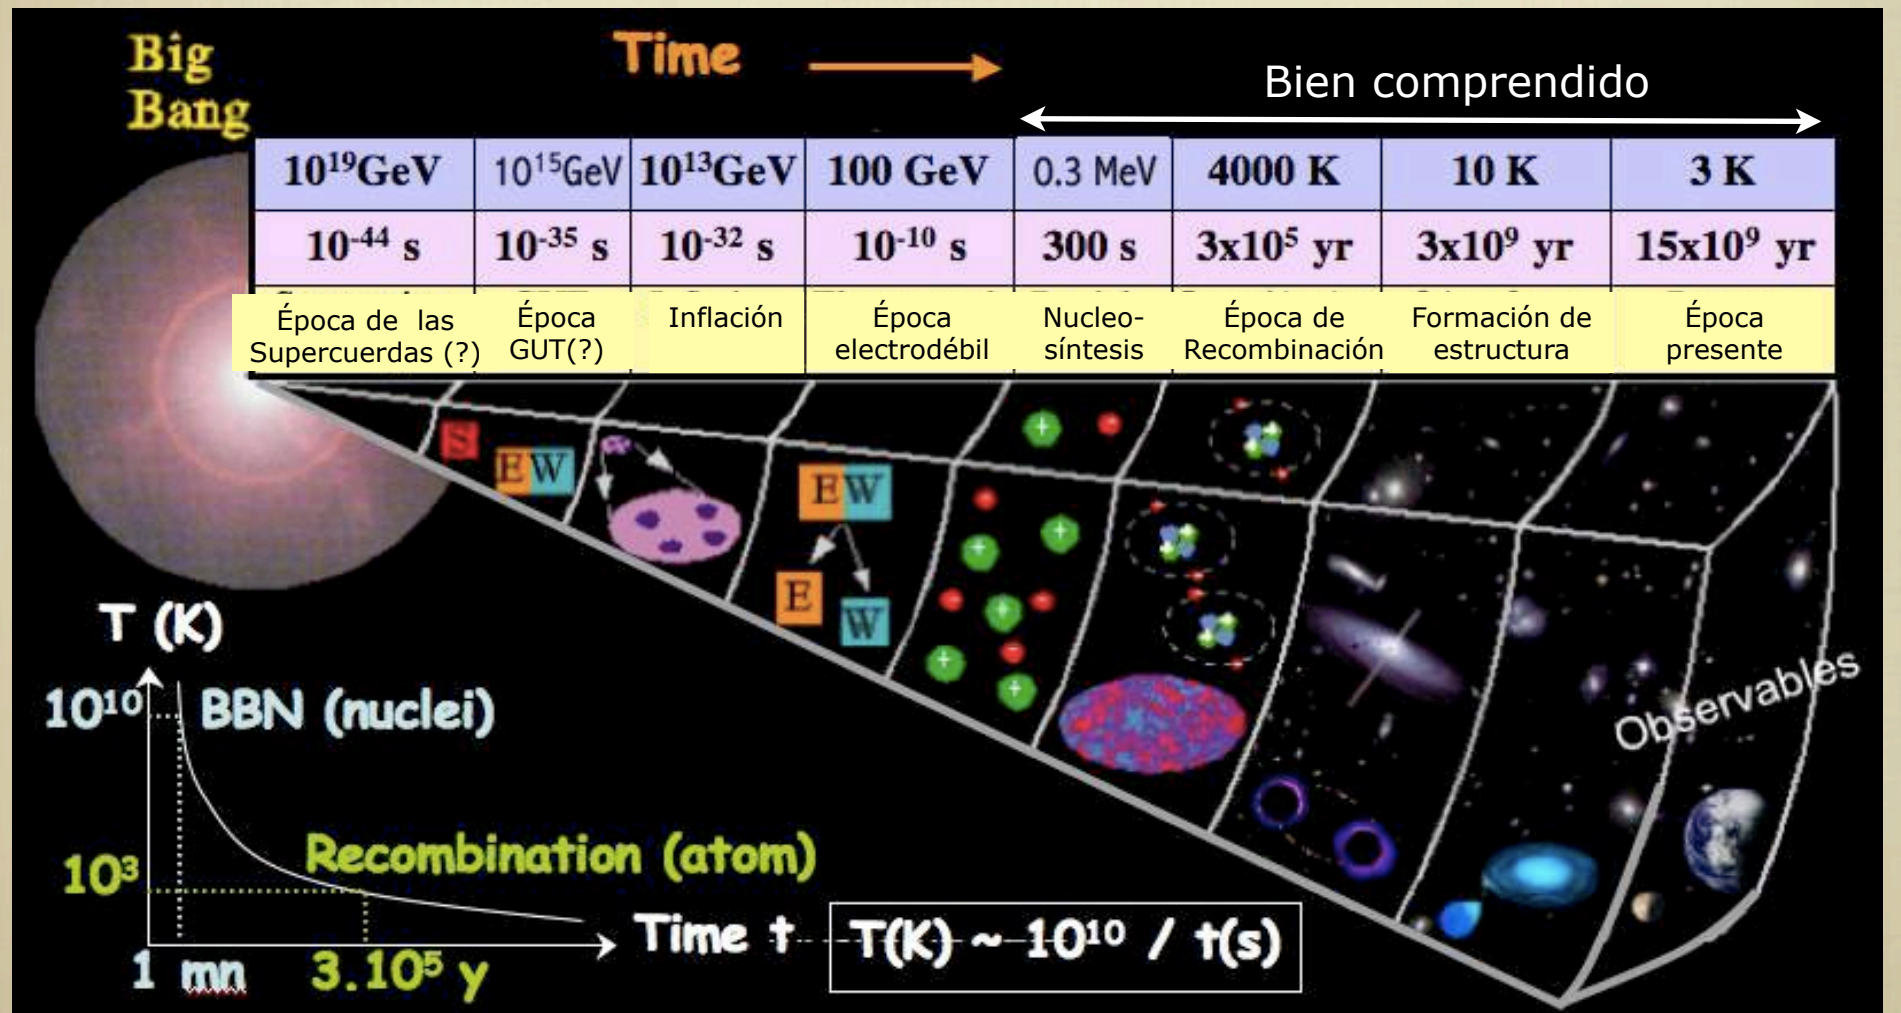 Big
Bang
Time
Bien comprendido
10¹⁹GeV 10¹⁵GeV 10¹³GeV 100 GeV 0.3 MeV 4000 K 10 K 3 K
10⁻⁴⁴ s 10⁻³⁵ s 10⁻³² s 10⁻¹⁰ s 300 s 3x10⁵ yr 3x10⁹ yr 15x10⁹ yr
Época de las
Supercuerdas (?)
Época
GUT(?)
Inflación
Época
electrodébil
Nucleo-
síntesis
Época de
Recombinación
Formación de
estructura
Época
presente
S
EW
EW
E
W
+
+
+
+
+
+
Observables
T (K)
10¹⁰
BBN (nuclei)
Recombination (atom)
10³
Time t
T(K) ~ 10¹⁰ / t(s)
1 mn
3.10⁵ y